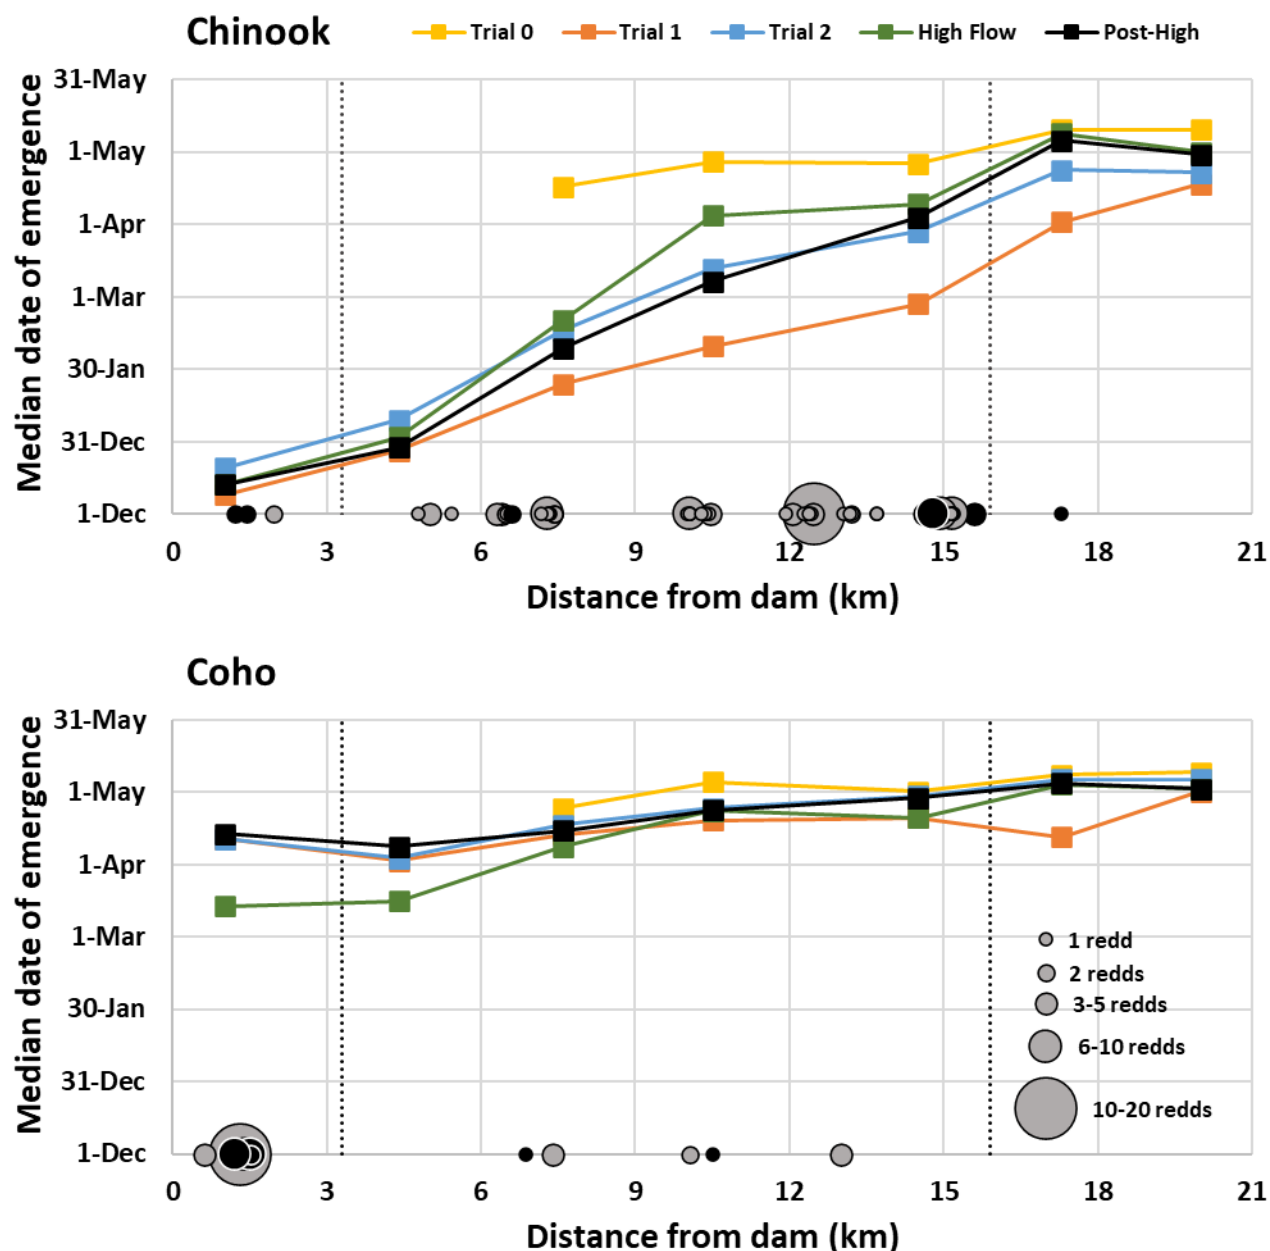 Chinook
Trial 0 Trial 1 Trial 2 High Flow Post-High
Median date of emergence
31-May
1-May
1-Apr
1-Mar
30-Jan
31-Dec
1-Dec
0 3 6 9 12 15 18 21
Distance from dam (km)
Coho
Median date of emergence
31-May
1-May
1-Apr
1-Mar
30-Jan
31-Dec
1-Dec
1 redd
2 redds
3-5 redds
6-10 redds
10-20 redds
0 3 6 9 12 15 18 21
Distance from dam (km)